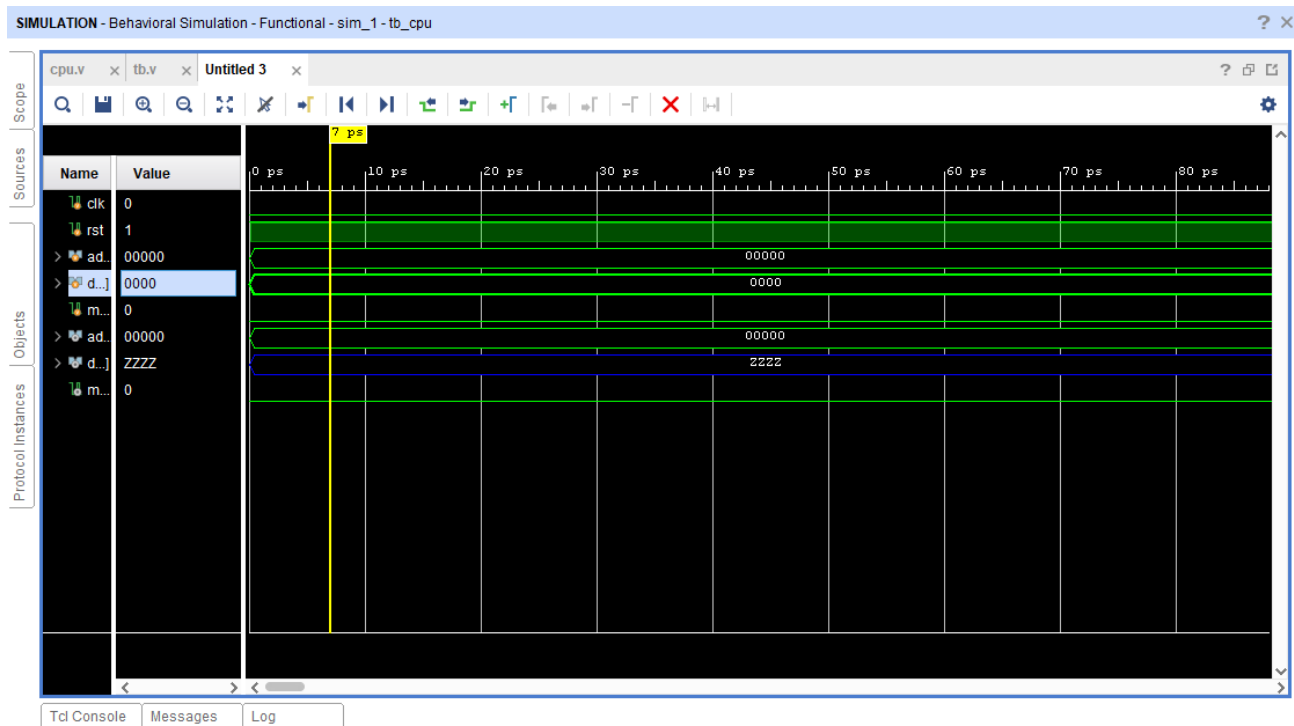 SIMULATION - Behavioral Simulation - Functional - sim_1 - tb_cpu
? ×
Scope
Sources
Objects
Protocol Instances
cpu.v × tb.v × Untitled 3 ×
?
7 ps
Name Value
0 ps 10 ps 20 ps 30 ps 40 ps 50 ps 60 ps 70 ps 80 ps
clk 0
rst 1
> ad.. 00000 00000
> d...] 0000 0000
m... 0
> ad.. 00000 00000
> d...] ZZZZ ZZZZ
m... 0
Tcl Console Messages Log